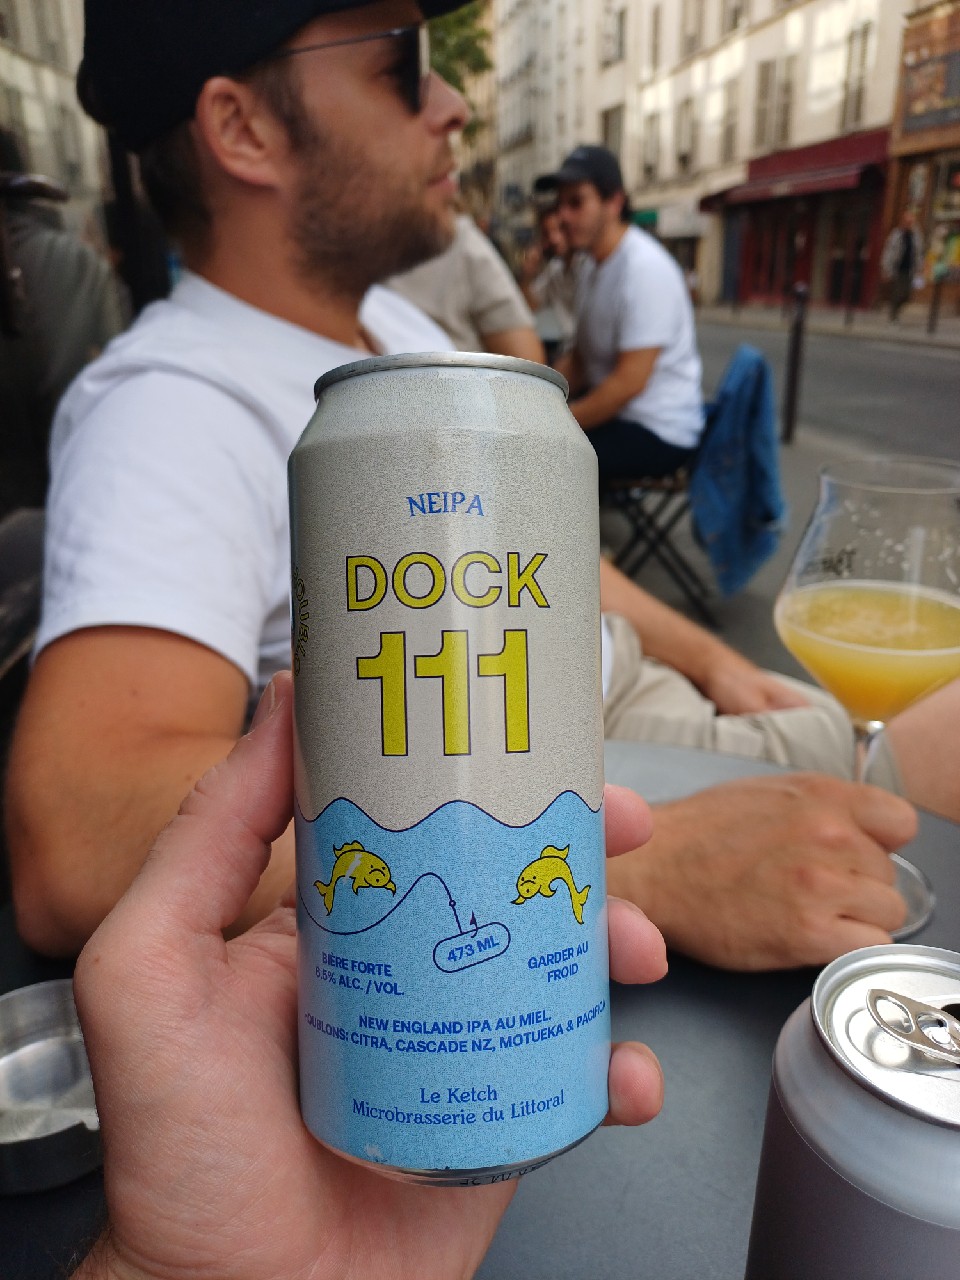 NEIPA
DOCK
111
473 ML
BIÈRE FORTE
6.5% ALC. / VOL.
GARDER AU
FROID
NEW ENGLAND IPA AU MIEL.
HOUBLONS: CITRA, CASCADE NZ, MOTUEKA & PACIFICA
Le Ketch
Microbrasserie du Littoral